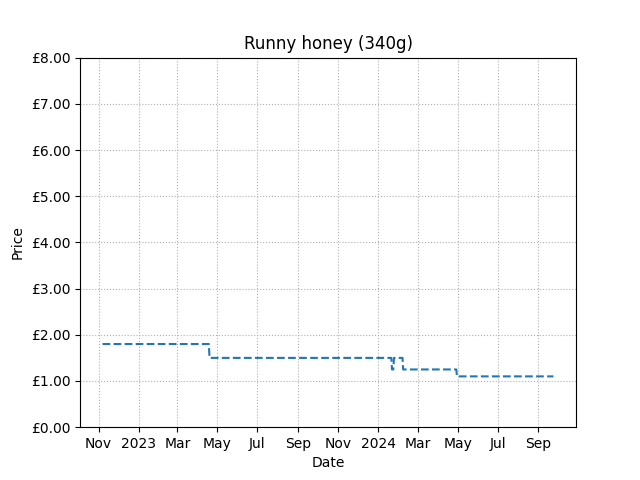 Runny honey (340g)
£8.00
£7.00
£6.00
£5.00
£4.00
£3.00
£2.00
£1.00
£0.00
Price
Nov 2023 Mar May Jul Sep Nov 2024 Mar May Jul Sep
Date